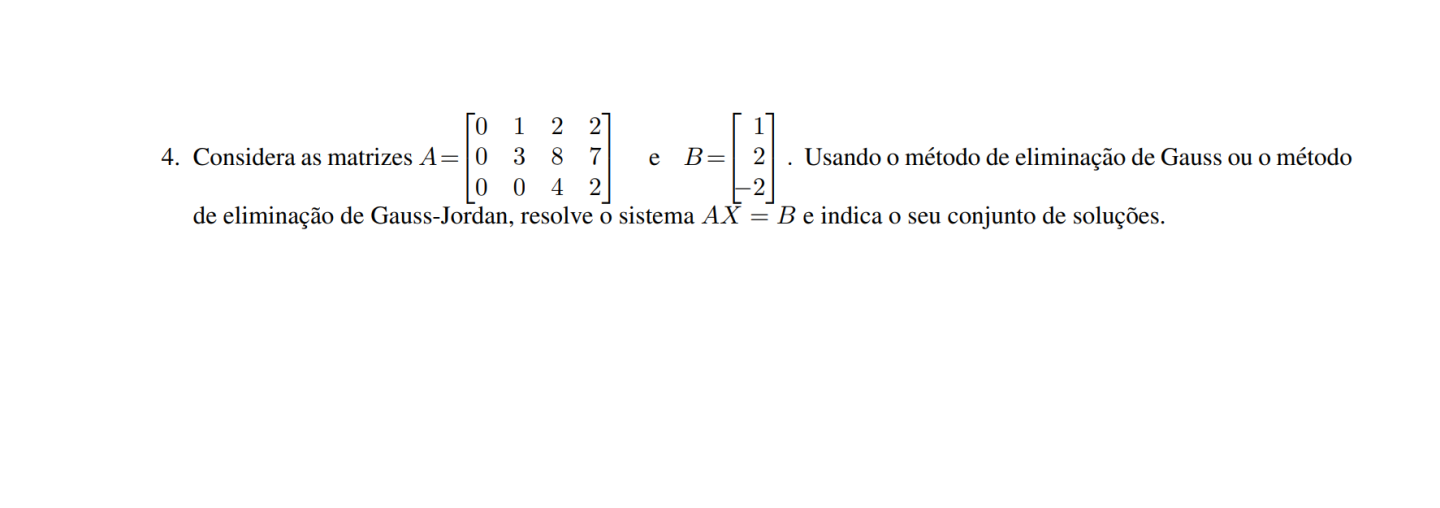 4. Considera as matrizes $A = \begin{bmatrix} 0 & 1 & 2 & 2 \\ 0 & 3 & 8 & 7 \\ 0 & 0 & 4 & 2 \end{bmatrix}$ e $B = \begin{bmatrix} 1 \\ 2 \\ -2 \end{bmatrix}$ . Usando o método de eliminação de Gauss ou o método
de eliminação de Gauss-Jordan, resolve o sistema $AX = B$ e indica o seu conjunto de soluções.